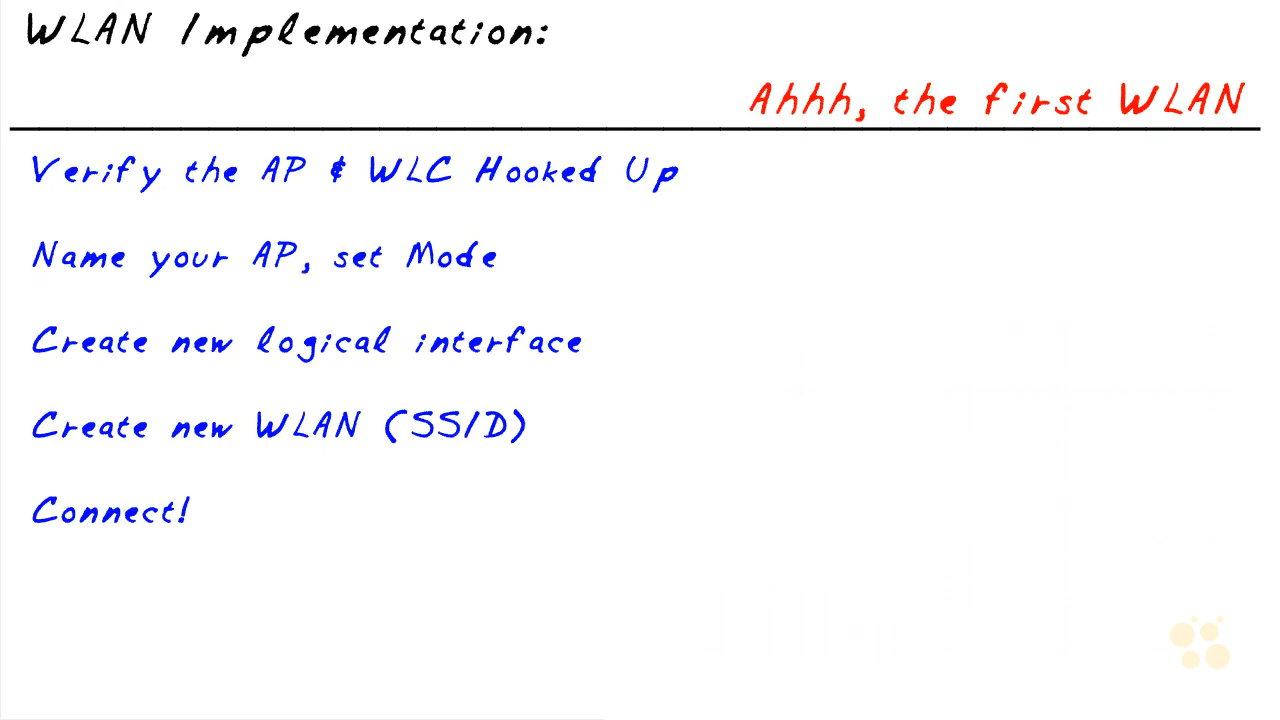 WLAN Implementation:
Ahhh, the first WLAN
Verify the AP & WLC Hooked Up
Name your AP, set Mode
Create new logical interface
Create new WLAN (SSID)
Connect!